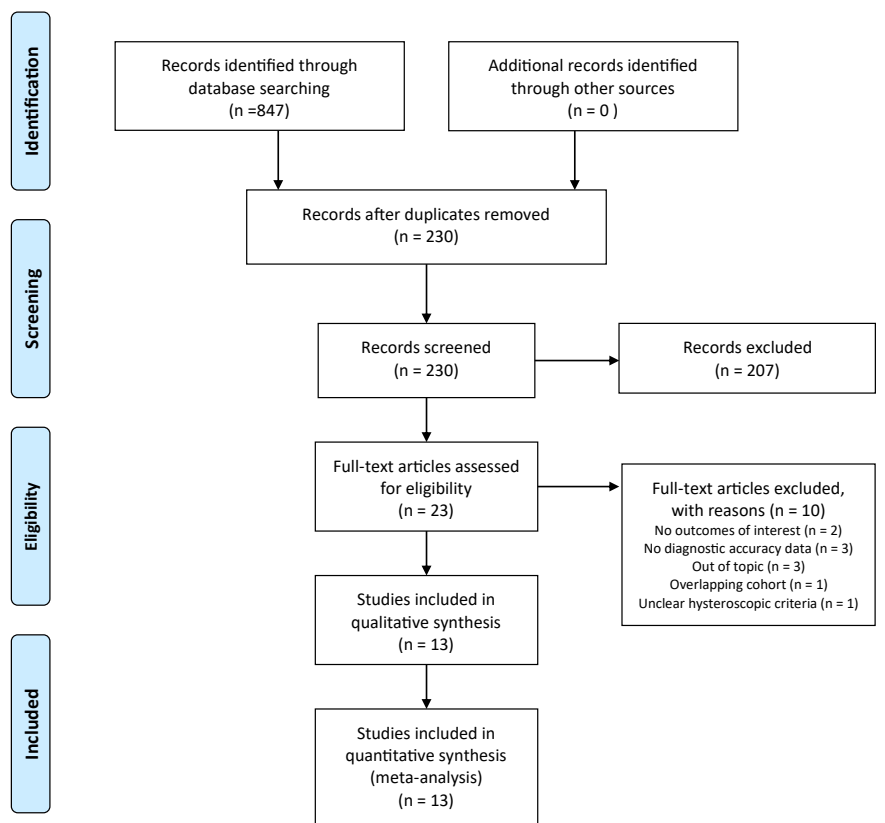 Identification
Records identified through
database searching
(n =847)
Additional records identified
through other sources
(n = 0 )
Records after duplicates removed
(n = 230)
Screening
Records screened
(n = 230)
Records excluded
(n = 207)
Eligibility
Full-text articles assessed
for eligibility
(n = 23)
Full-text articles excluded,
with reasons (n = 10)
No outcomes of interest (n = 2)
No diagnostic accuracy data (n = 3)
Out of topic (n = 3)
Overlapping cohort (n = 1)
Unclear hysteroscopic criteria (n = 1)
Studies included in
qualitative synthesis
(n = 13)
Included
Studies included in
quantitative synthesis
(meta-analysis)
(n = 13)